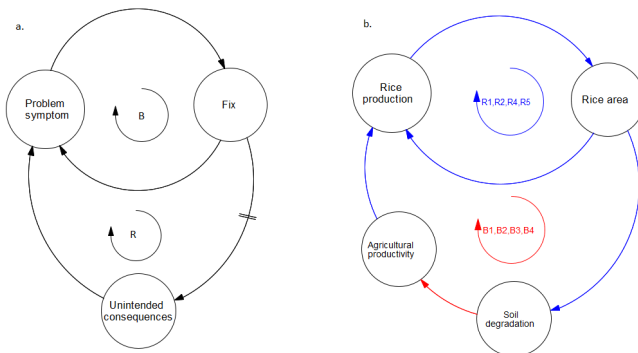 a.
Problem
symptom
B
Fix
R
Unintended
consequences
b.
Rice
production
R1,R2,R4,R5
Rice area
B1,B2,B3,B4
Agricultural
productivity
Soil
degradation